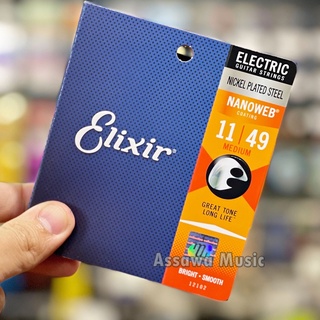 Elixir®
ELECTRIC
GUITAR STRINGS
NICKEL PLATED STEEL
NANOWEB®
COATING
11 | 49
MEDIUM
GREAT TONE
LONG LIFE™
Assawa Music
BRIGHT • SMOOTH
12102